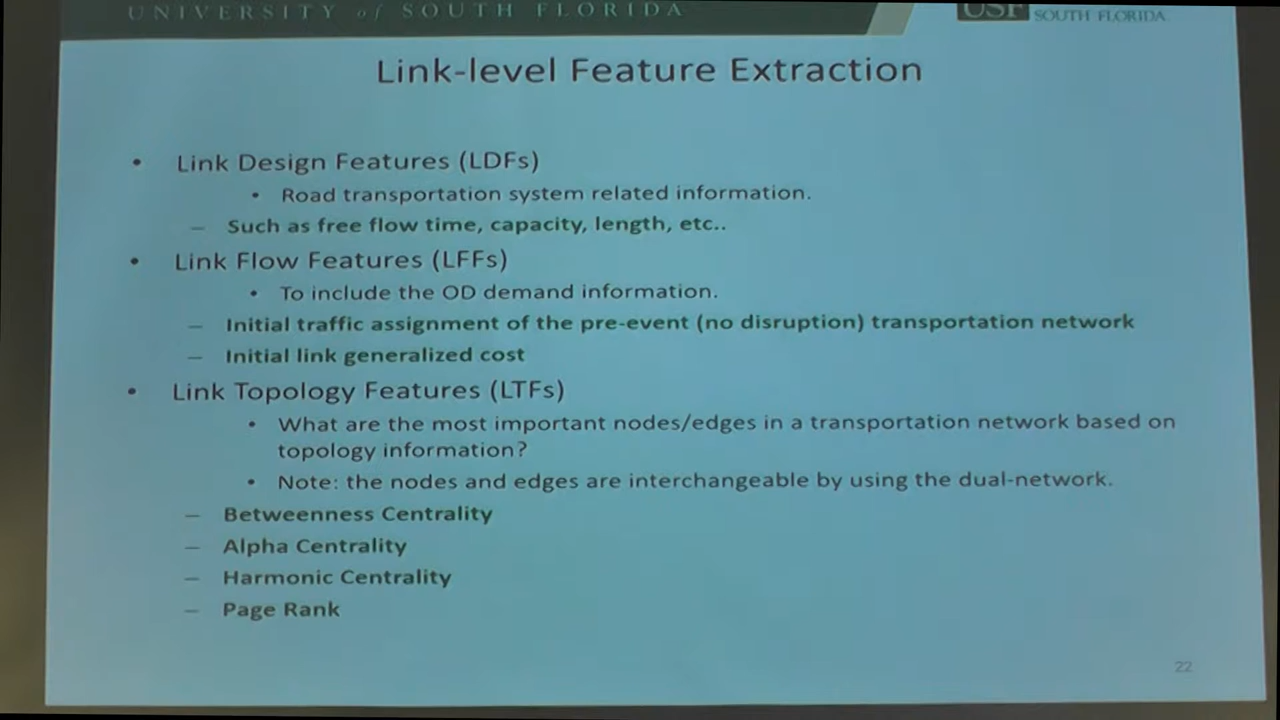 UNIVERSITY of SOUTH FLORIDA
USF SOUTH FLORIDA
Link-level Feature Extraction
• Link Design Features (LDFs)
• Road transportation system related information.
– Such as free flow time, capacity, length, etc..
• Link Flow Features (LFFs)
• To include the OD demand information.
– Initial traffic assignment of the pre-event (no disruption) transportation network
– Initial link generalized cost
• Link Topology Features (LTFs)
• What are the most important nodes/edges in a transportation network based on
topology information?
• Note: the nodes and edges are interchangeable by using the dual-network.
– Betweenness Centrality
– Alpha Centrality
– Harmonic Centrality
– Page Rank
22